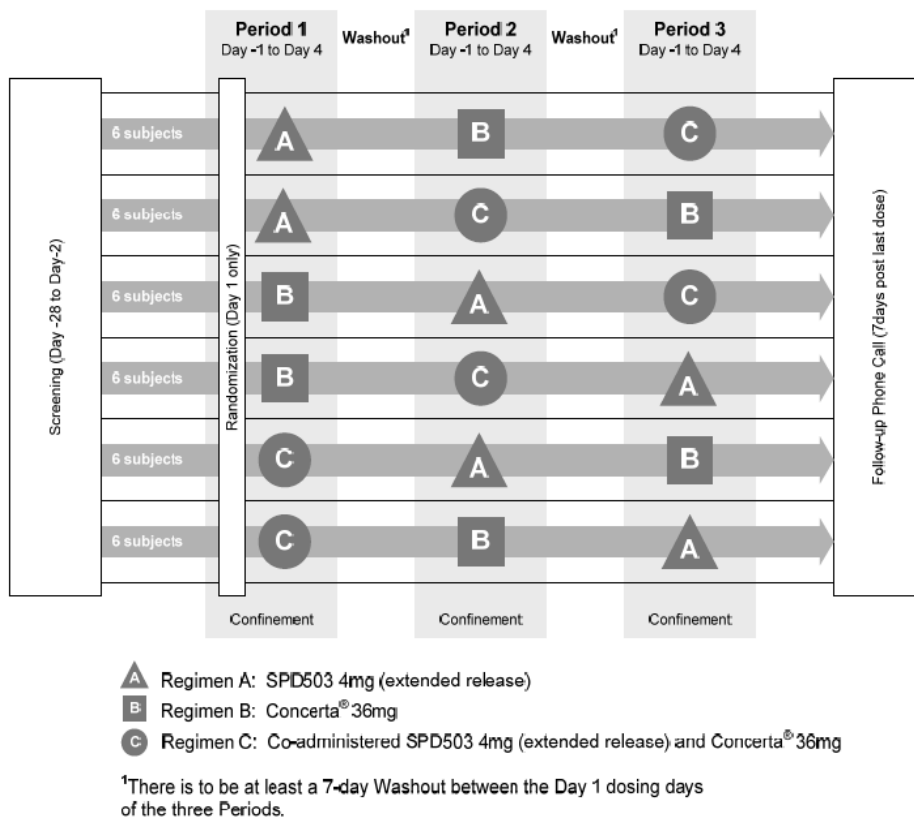 Period 1
Day -1 to Day 4
Washout¹
Period 2
Day -1 to Day 4
Washout¹
Period 3
Day -1 to Day 4
Screening (Day -28 to Day-2)
Randomization (Day 1 only)
6 subjects
A
B
C
6 subjects
A
C
B
6 subjects
B
A
C
6 subjects
B
C
A
6 subjects
C
A
B
6 subjects
C
B
A
Follow-up Phone Call (7days post last dose)
Confinement
Confinement
Confinement
A Regimen A: SPD503 4mg (extended release)
B Regimen B: Concerta® 36mg
C Regimen C: Co-administered SPD503 4mg (extended release) and Concerta® 36mg
¹There is to be at least a 7-day Washout between the Day 1 dosing days
of the three Periods.